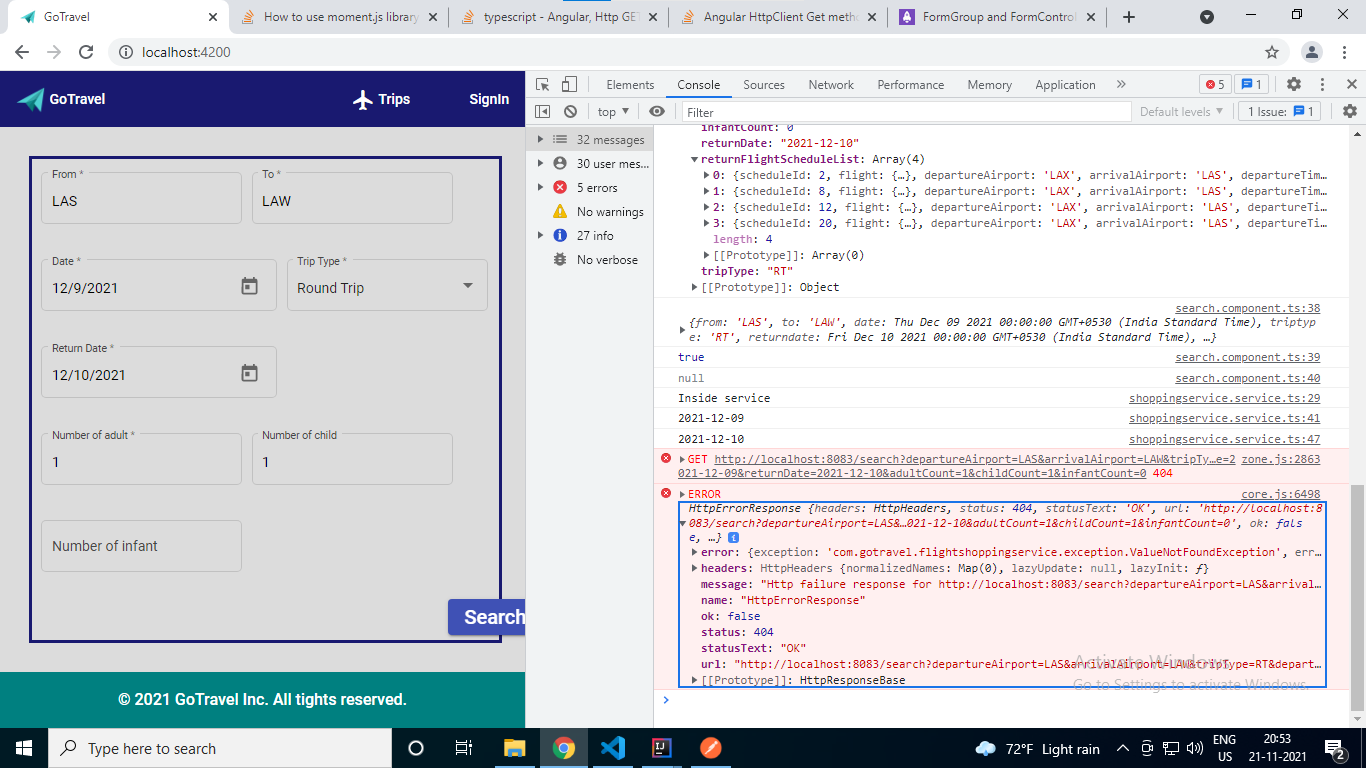 GoTravel
How to use moment.js library
typescript - Angular, Http GET
Angular HttpClient Get meth
FormGroup and FormControl
localhost:4200
GoTravel
Trips
SignIn
From *
LAS
To *
LAW
Date *
12/9/2021
Trip Type *
Round Trip
Return Date *
12/10/2021
Number of adult *
1
Number of child
1
Number of infant
Search
© 2021 GoTravel Inc. All tights reserved.
Elements Console Sources Network Performance Memory Application » 5 1
top Filter Default levels 1 Issue: 1
32 messages
30 user mes...
5 errors
No warnings
27 info
No verbose
infantCount: 0
returnDate: "2021-12-10"
returnFlightScheduleList: Array(4)
0: {scheduleId: 2, flight: {…}, departureAirport: 'LAX', arrivalAirport: 'LAS', departureTim…
1: {scheduleId: 8, flight: {…}, departureAirport: 'LAX', arrivalAirport: 'LAS', departureTim…
2: {scheduleId: 12, flight: {…}, departureAirport: 'LAX', arrivalAirport: 'LAS', departureTi…
3: {scheduleId: 20, flight: {…}, departureAirport: 'LAX', arrivalAirport: 'LAS', departureTi…
length: 4
[[Prototype]]: Array(0)
tripType: "RT"
[[Prototype]]: Object
search.component.ts:38
{from: 'LAS', to: 'LAW', date: Thu Dec 09 2021 00:00:00 GMT+0530 (India Standard Time), triptyp
e: 'RT', returndate: Fri Dec 10 2021 00:00:00 GMT+0530 (India Standard Time), …}
true search.component.ts:39
null search.component.ts:40
Inside service shoppingservice.service.ts:29
2021-12-09 shoppingservice.service.ts:41
2021-12-10 shoppingservice.service.ts:47
GET http://localhost:8083/search?departureAirport=LAS&arrivalAirport=LAW&tripTy…e=2 zone.js:2863
021-12-09&returnDate=2021-12-10&adultCount=1&childCount=1&infantCount=0 404
ERROR core.js:6498
HttpErrorResponse {headers: HttpHeaders, status: 404, statusText: 'OK', url: 'http://localhost:8
083/search?departureAirport=LAS&…021-12-10&adultCount=1&childCount=1&infantCount=0', ok: fals
e, …}
error: {exception: 'com.gotravel.flightshoppingservice.exception.ValueNotFoundException', err…
headers: HttpHeaders {normalizedNames: Map(0), lazyUpdate: null, lazyInit: ƒ}
message: "Http failure response for http://localhost:8083/search?departureAirport=LAS&arrival…
name: "HttpErrorResponse"
ok: false
status: 404
statusText: "OK"
url: "http://localhost:8083/search?departureAirport=LAS&arrivalAirport=LAW&tripType=RT&depart…
[[Prototype]]: HttpResponseBase
Activate Windows
Go to Settings to activate Windows.
Type here to search
72°F Light rain
ENG
US
20:53
21-11-2021
2